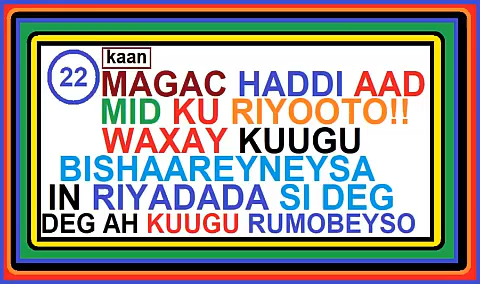 22 kaan
MAGAC HADDI AAD
MID KU RIYOOTO!!
WAXAY KUUGU
BISHAAREYNEYSA
IN RIYADADA SI DEG
DEG AH KUUGU RUMOBEYSO